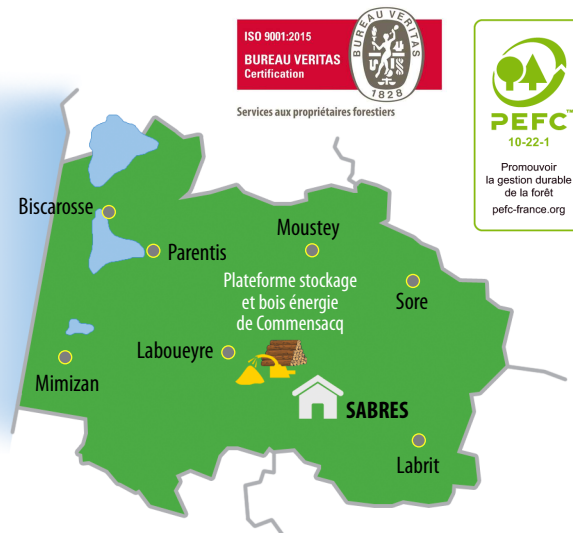 ISO 9001:2015
BUREAU VERITAS
Certification
BUREAU VERITAS
1828
Services aux propriétaires forestiers
PEFC™
10-22-1
Promouvoir
la gestion durable
de la forêt
pefc-france.org
Biscarosse
Parentis
Moustey
Plateforme stockage
et bois énergie
de Commensacq
Sore
Laboueyre
Mimizan
SABRES
Labrit